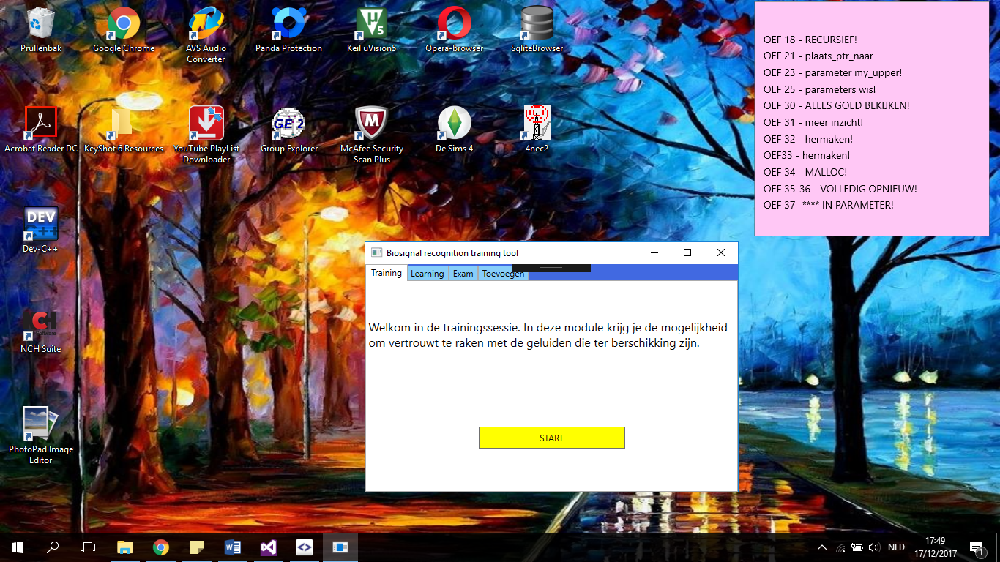 Prullenbak
Google Chrome
AVS Audio
Converter
Panda Protection
Keil uVision5
Opera-browser
SqliteBrowser
Acrobat Reader DC
KeyShot 6 Resources
YouTube PlayList
Downloader
Group Explorer
McAfee Security
Scan Plus
De Sims 4
4nec2
DEV
C++
Dev-C++
NCH Suite
PhotoPad Image
Editor
OEF 18 - RECURSIEF!
OEF 21 - plaats_ptr_naar
OEF 23 - parameter my_upper!
OEF 25 - parameters wis!
OEF 30 - ALLES GOED BEKIJKEN!
OEF 31 - meer inzicht!
OEF 32 - hermaken!
OEF33 - hermaken!
OEF 34 - MALLOC!
OEF 35-36 - VOLLEDIG OPNIEUW!
OEF 37 -**** IN PARAMETER!
Biosignal recognition training tool
Training Learning Exam Toevoegen
Welkom in de trainingssessie. In deze module krijg je de mogelijkheid
om vertrouwt te raken met de geluiden die ter berschikking zijn.
START
NLD
17:49
17/12/2017
1